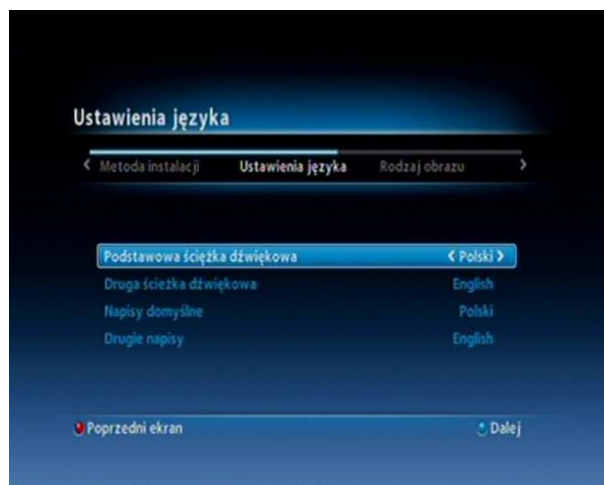 Ustawienia języka
< Metoda instalacji Ustawienia języka Rodzaj obrazu >
Podstawowa ścieżka dźwiękowa < Polski >
Druga ścieżka dźwiękowa English
Napisy domyślne Polski
Drugie napisy English
Poprzedni ekran Dalej